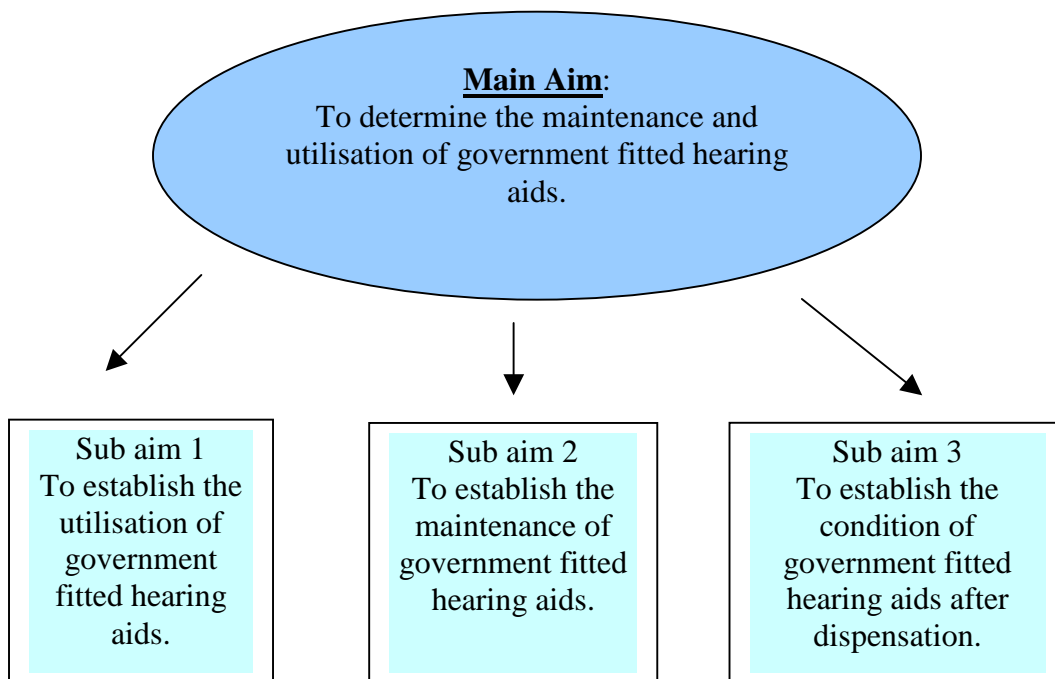 Main Aim:
To determine the maintenance and
utilisation of government fitted hearing
aids.
Sub aim 1
To establish the
utilisation of
government
fitted hearing
aids.
Sub aim 2
To establish the
maintenance of
government fitted
hearing aids.
Sub aim 3
To establish the
condition of
government fitted
hearing aids after
dispensation.